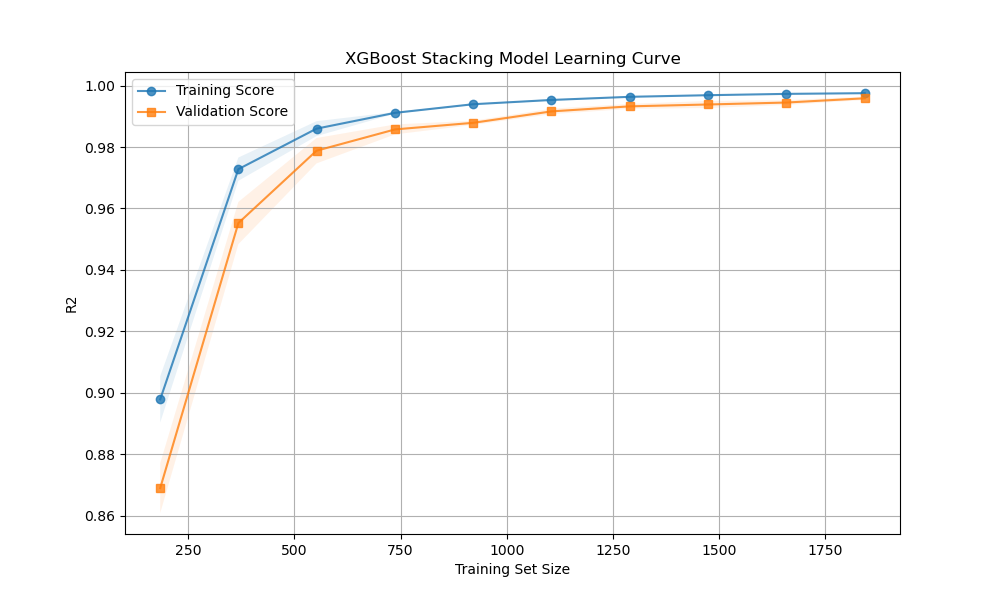 XGBoost Stacking Model Learning Curve
Training Score
Validation Score
R2
1.00
0.98
0.96
0.94
0.92
0.90
0.88
0.86
250 500 750 1000 1250 1500 1750
Training Set Size